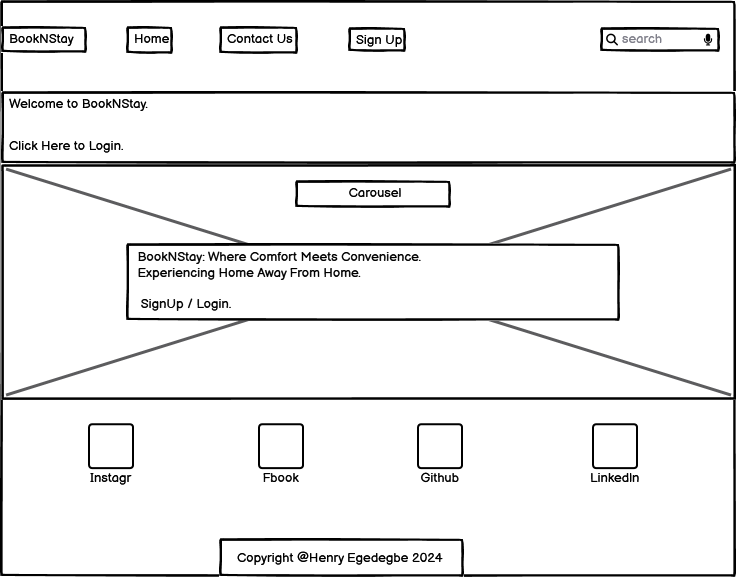 BookNStay
Home
Contact Us
Sign Up
search
Welcome to BookNStay.
Click Here to Login.
Carousel
BookNStay: Where Comfort Meets Convenience.
Experiencing Home Away From Home.
SignUp / Login.
Instagr
Fbook
Github
LinkedIn
Copyright @Henry Egedegbe 2024